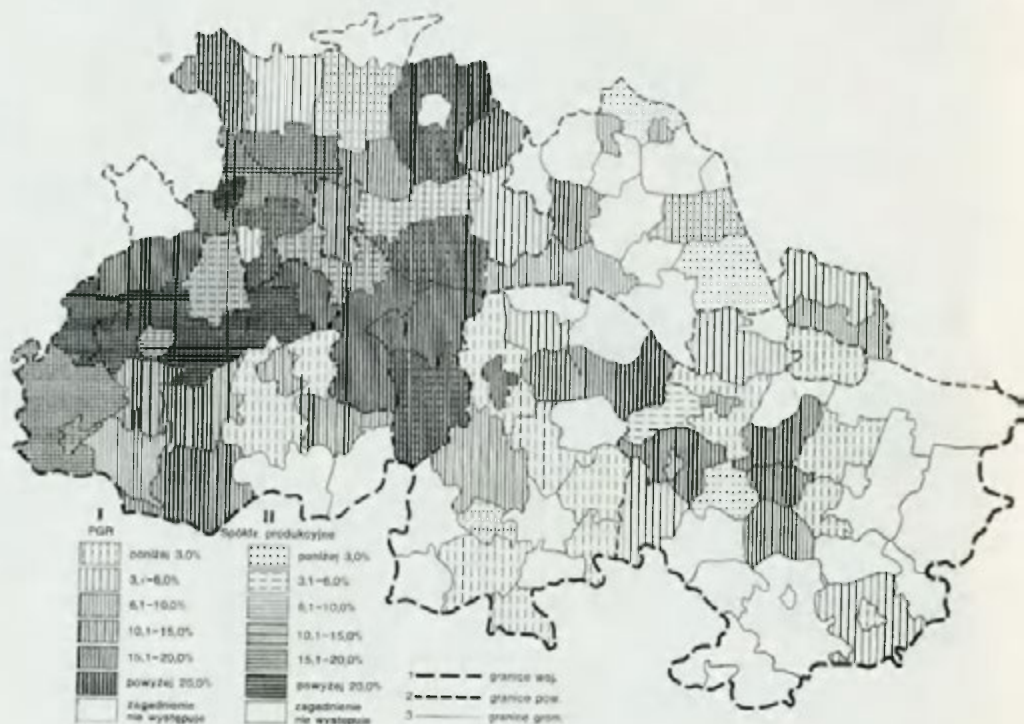 I
PGR
poniżej 3,0%
3,1-6,0%
6,1-10,0%
10,1-15,0%
15,1-20,0%
powyżej 20,0%
zagadnienie
nie występuje
II
Spółdz. produkcyjne
poniżej 3,0%
3,1-6,0%
6,1-10,0%
10,1-15,0%
15,1-20,0%
powyżej 20,0%
zagadnienie
nie występuje
1 granice woj.
2 granice pow.
3 granice grom.